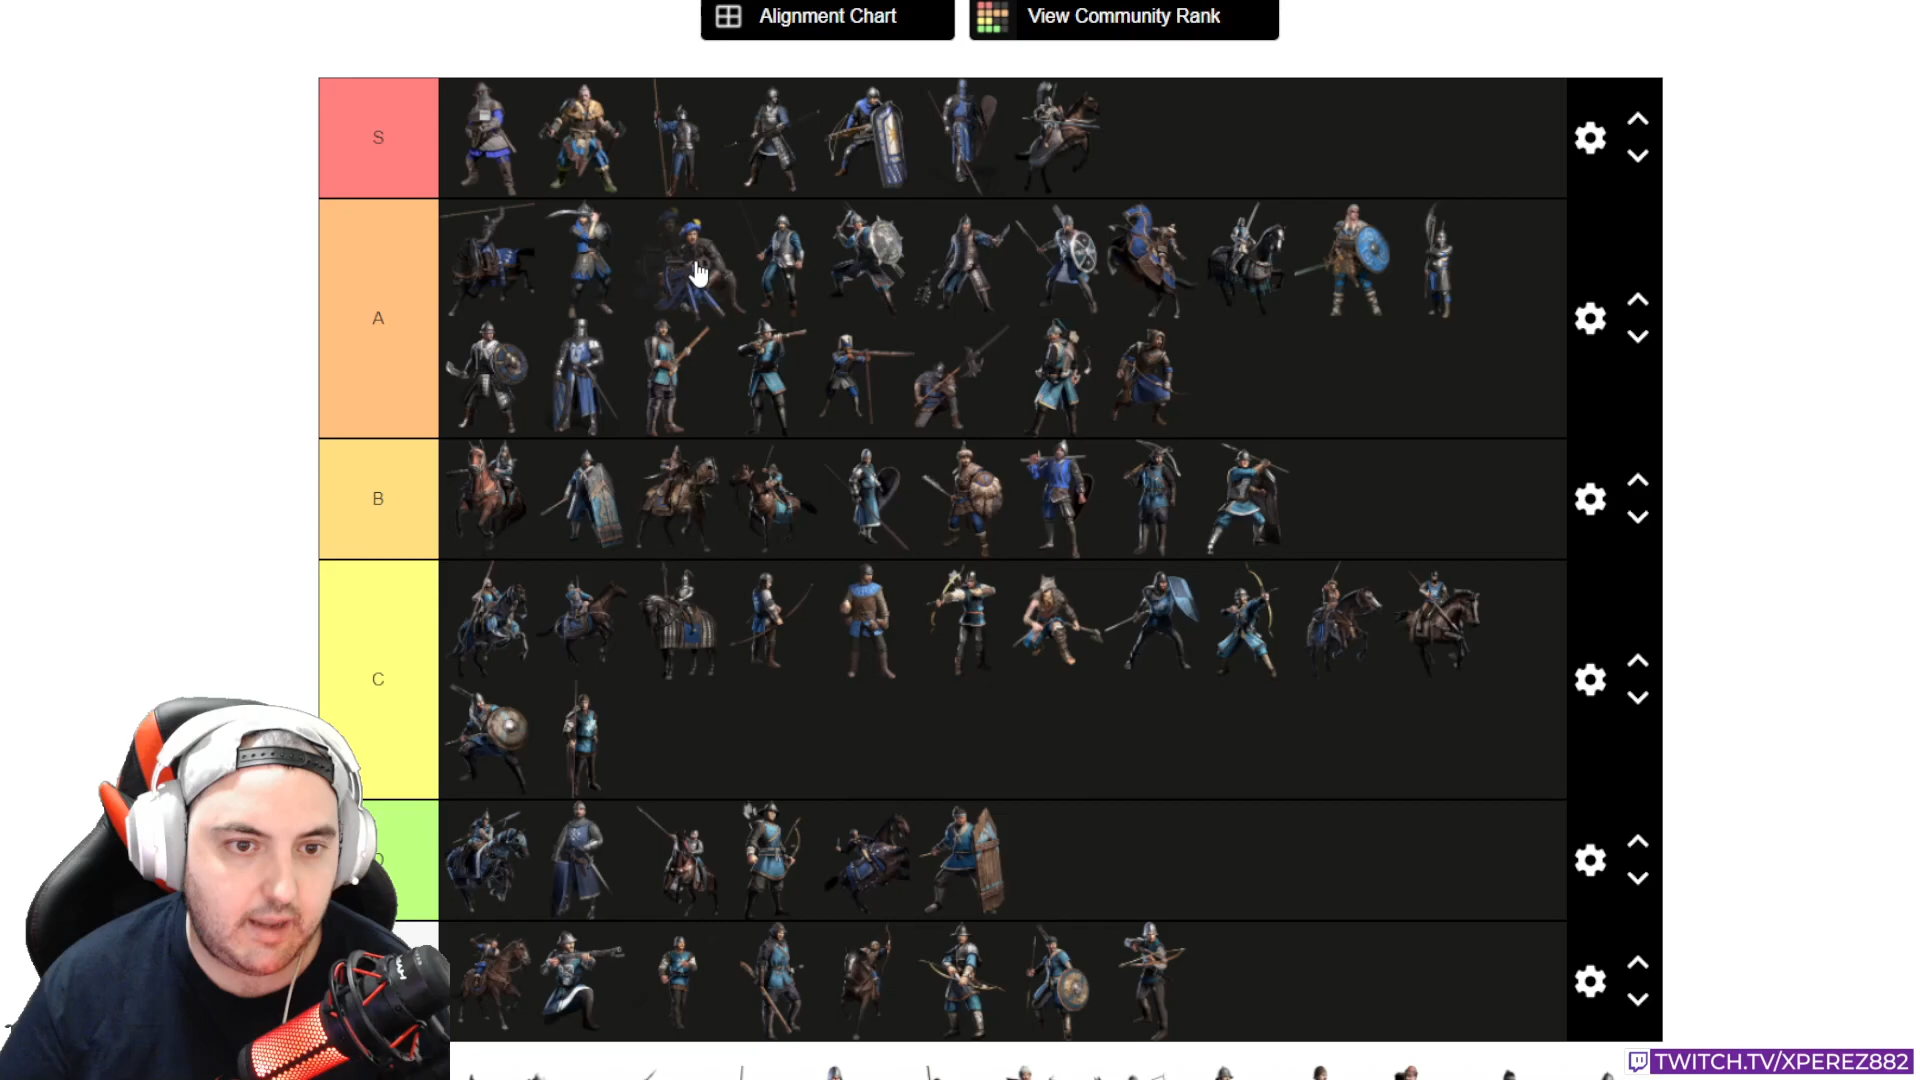 Alignment Chart
View Community Rank
S
A
B
C
D
TWITCH.TV/XPEREZ882